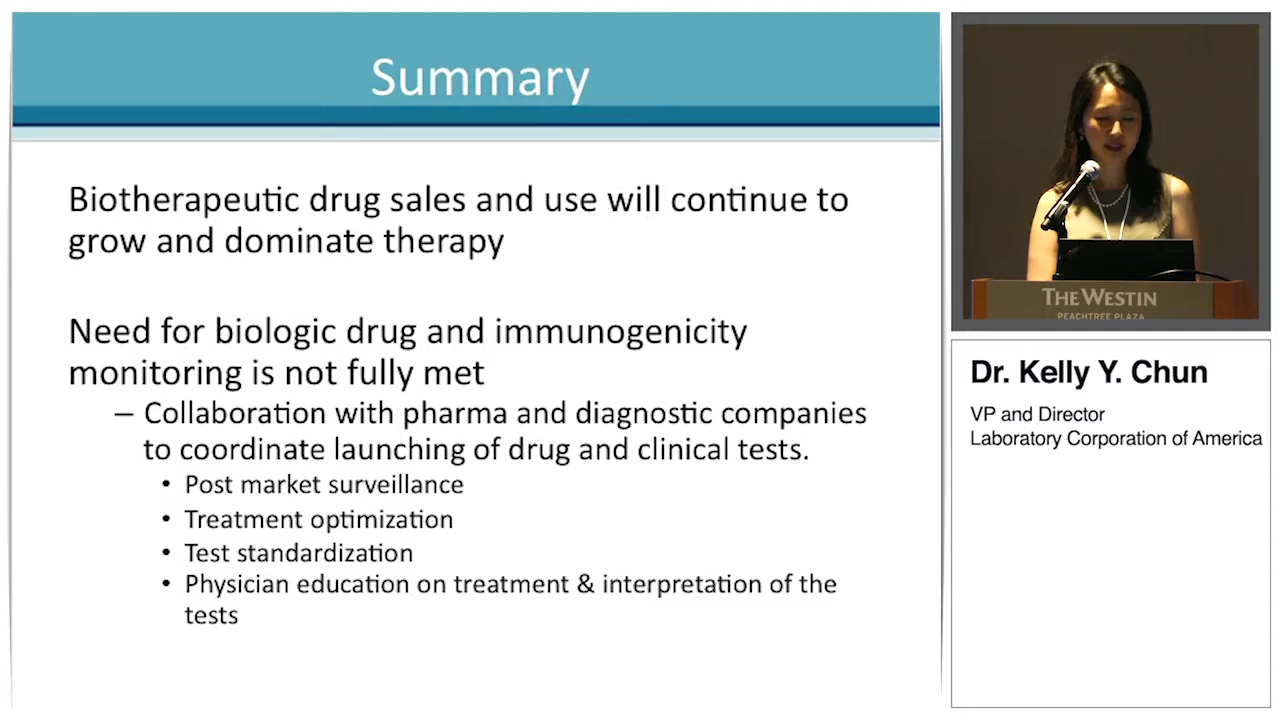 Summary
Biotherapeutic drug sales and use will continue to
grow and dominate therapy
Need for biologic drug and immunogenicity
monitoring is not fully met
– Collaboration with pharma and diagnostic companies
to coordinate launching of drug and clinical tests.
• Post market surveillance
• Treatment optimization
• Test standardization
• Physician education on treatment & interpretation of the
tests
THE WESTIN
PEACHTREE PLAZA
Dr. Kelly Y. Chun
VP and Director
Laboratory Corporation of America